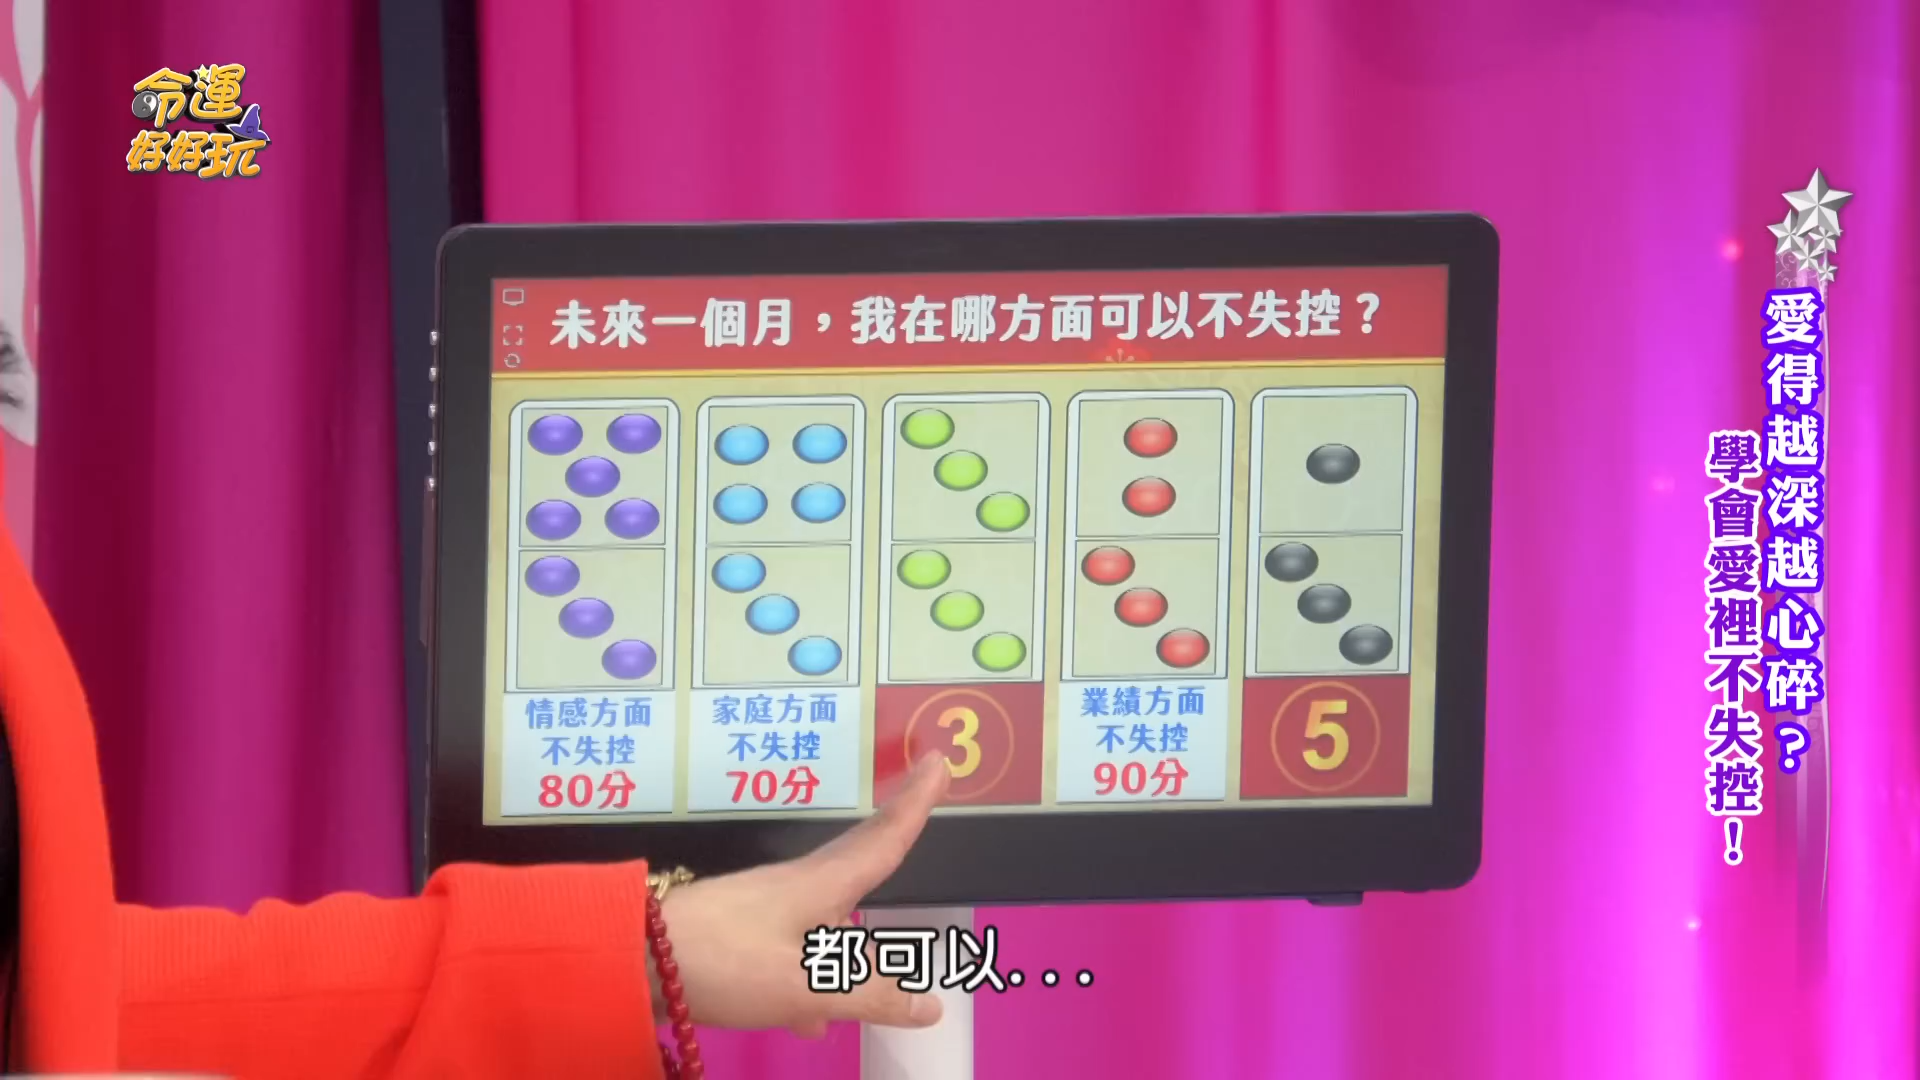 命運
好好玩
未來一個月，我在哪方面可以不失控？
情感方面
不失控
80分
家庭方面
不失控
70分
3
業績方面
不失控
90分
5
愛得越深越心碎？
學會愛裡不失控！
都可以...